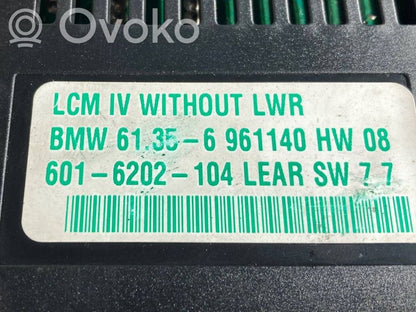 Ovoko
LCM IV WITHOUT LWR
BMW 61.35-6 961140 HW 08
601-6202-104 LEAR SW 7.7
Ovoko